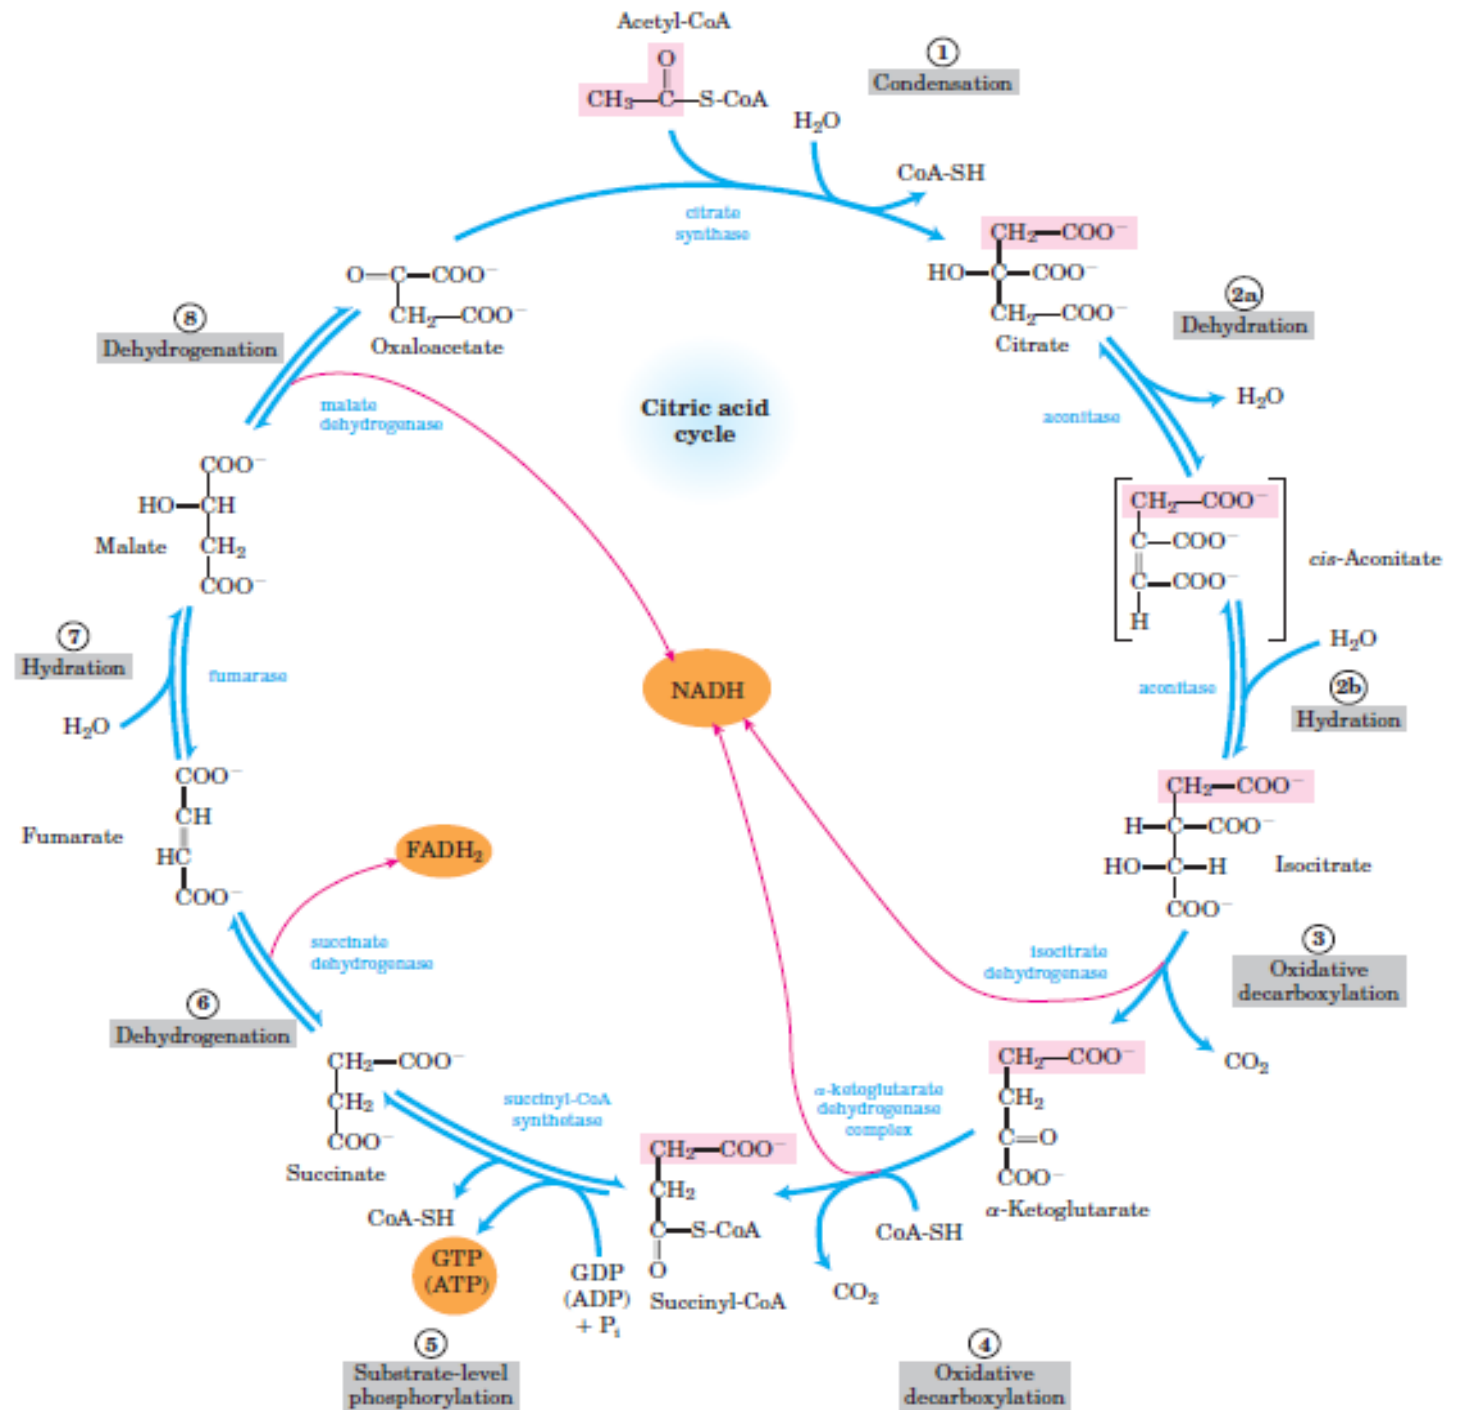 Acetyl-CoA
O
CH₃—C—S-CoA
① 
Condensation
H₂O
CoA-SH
citrate
synthase
CH₂—COO⁻
HO—C—COO⁻
CH₂—COO⁻
Citrate
2a
Dehydration
H₂O
aconitase
CH₂—COO⁻
C—COO⁻
C—COO⁻
H
cis-Aconitate
H₂O
aconitase
2b
Hydration
CH₂—COO⁻
H—C—COO⁻
HO—C—H
COO⁻
Isocitrate
③
Oxidative
decarboxylation
isocitrate
dehydrogenase
CO₂
CH₂—COO⁻
CH₂
C=O
COO⁻
α-Ketoglutarate
α-ketoglutarate
dehydrogenase
complex
CoA-SH
CO₂
④
Oxidative
decarboxylation
CH₂—COO⁻
CH₂
C—S-CoA
O
Succinyl-CoA
succinyl-CoA
synthetase
GDP
(ADP)
+ Pᵢ
CoA-SH
GTP
(ATP)
⑤
Substrate-level
phosphorylation
CH₂—COO⁻
CH₂
COO⁻
Succinate
⑥
Dehydrogenation
succinate
dehydrogenase
FADH₂
COO⁻
CH
HC
COO⁻
Fumarate
⑦
Hydration
H₂O
fumarase
COO⁻
HO—CH
CH₂
COO⁻
Malate
⑧
Dehydrogenation
malate
dehydrogenase
O=C—COO⁻
CH₂—COO⁻
Oxaloacetate
Citric acid
cycle
NADH